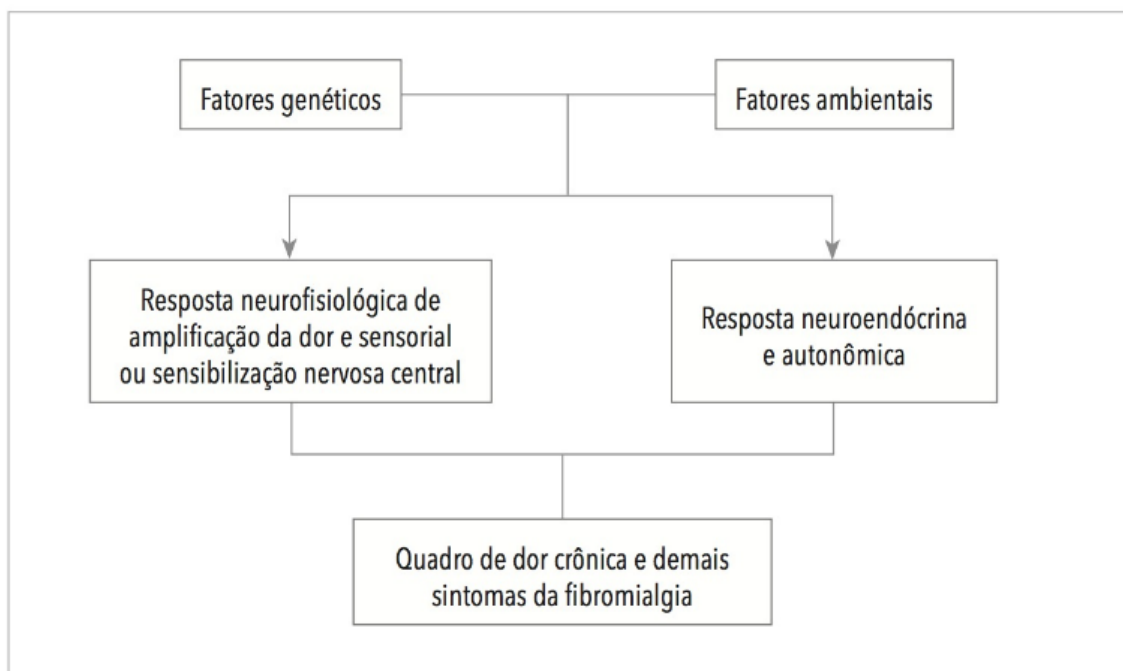 Fatores genéticos
Fatores ambientais
Resposta neurofisiológica de
amplificação da dor e sensorial
ou sensibilização nervosa central
Resposta neuroendócrina
e autonômica
Quadro de dor crônica e demais
sintomas da fibromialgia